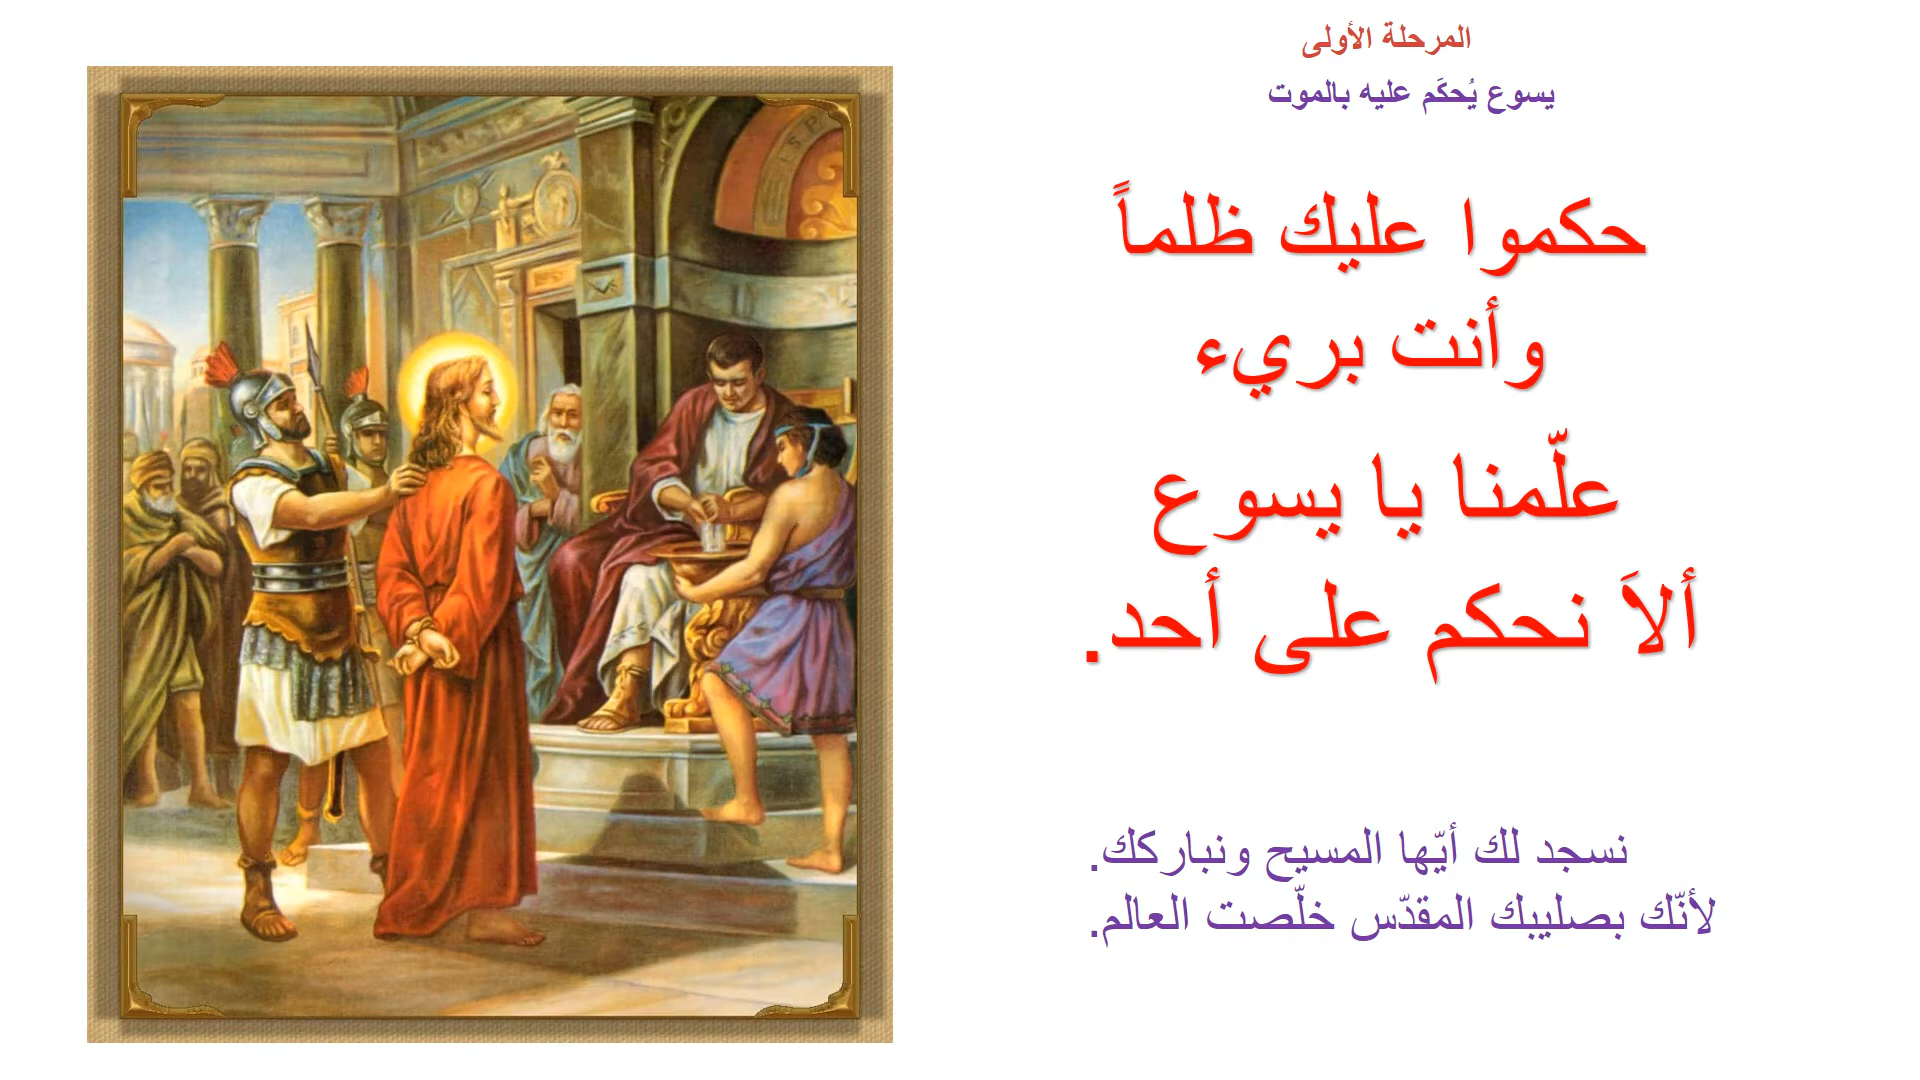 المرحلة الأولى
يسوع يُحكَم عليه بالموت
حكموا عليك ظلماً
وأنت بريء
علّمنا يا يسوع
ألاَ نحكم على أحد.
نسجد لك أيّها المسيح ونباركك.
لأنّك بصليبك المقدّس خلّصت العالم.